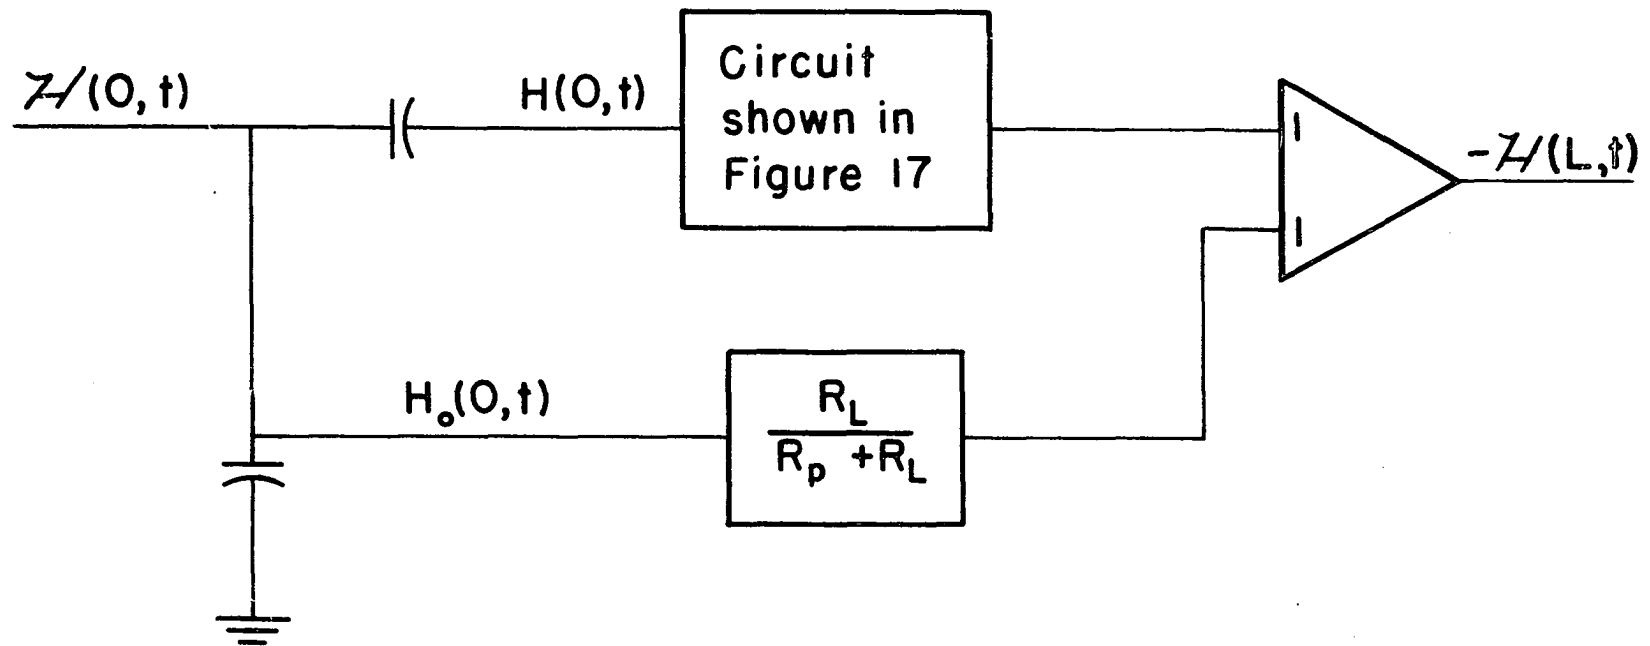 ℋ(0, t)
H(0, t)
Circuit
shown in
Figure 17
1
1
-ℋ(L, t)
H₀(0, t)
R_L
R_p + R_L